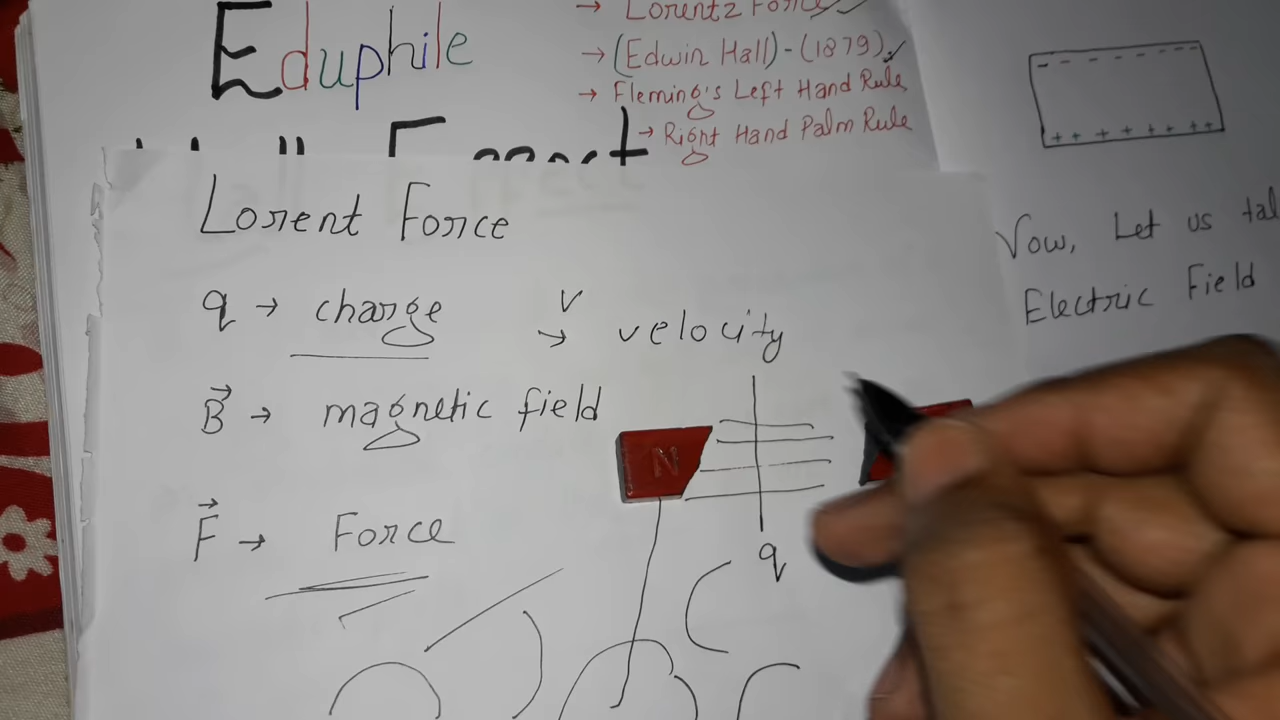 Eduphile
→ Lorentz Force
→ (Edwin Hall) - (1879)
→ Fleming's Left Hand Rule
→ Right Hand Palm Rule
Lorent Force
q → charge
V
→ velocity
B → magnetic field
F → Force
N
q
Now, Let us
Electric Field